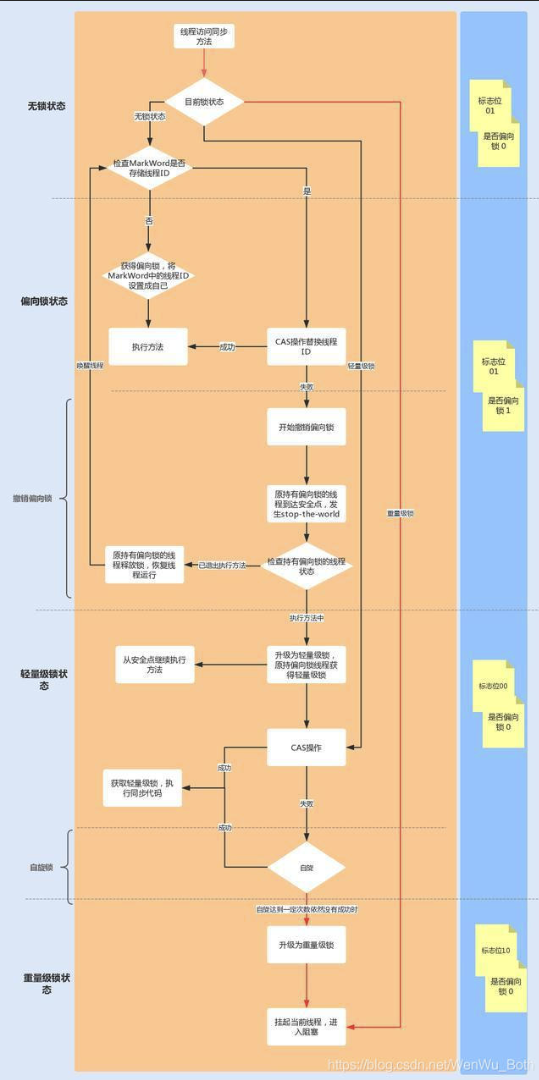 线程访问同步
方法
无锁状态
目前锁状态
标志位
01
是否偏向
锁 0
无锁状态
检查MarkWord是否
存储线程ID
是
否
获得偏向锁，将
MarkWord中的线程ID
设置成自己
偏向锁状态
执行方法
成功
CAS操作替换线程
ID
标志位
01
是否偏向
锁 1
唤醒线程
轻量级锁
失败
开始撤销偏向锁
撤销偏向锁
原持有偏向锁的线
程到达安全点，发
生stop-the-world
重量级锁
原持有偏向锁的线
程释放锁，恢复线
程运行
已退出执行方法
检查持有偏向锁的线程
状态
执行方法中
轻量级锁状
态
从安全点继续执行
方法
升级为轻量级锁，
原持偏向锁线程获
得轻量级锁
标志位00
是否偏向
锁 0
CAS操作
成功
获取轻量级锁，执
行同步代码
失败
成功
自旋锁
自旋
自旋达到一定次数依然没有成功时
升级为重量级锁
标志位10
是否偏向
锁 0
重量级锁状
态
挂起当前线程，进
入阻塞
https://blog.csdn.net/WenWu_Both